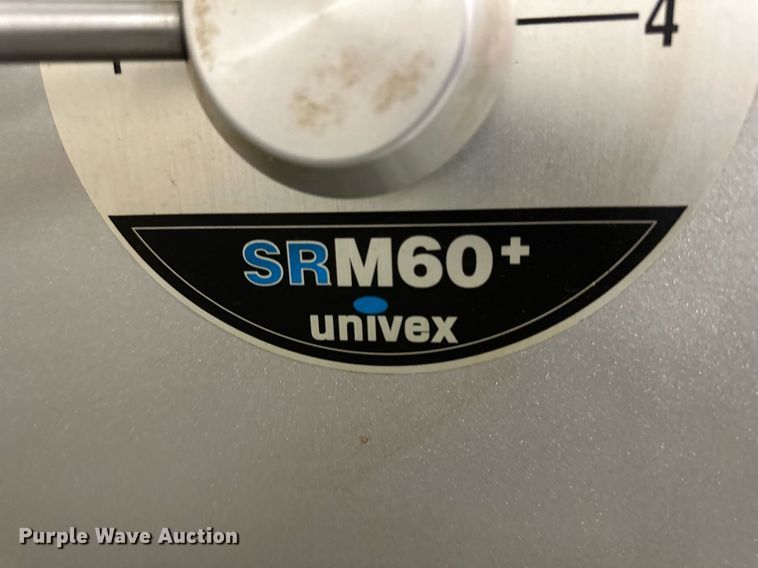 4
SRM60+
univex
Purple Wave Auction